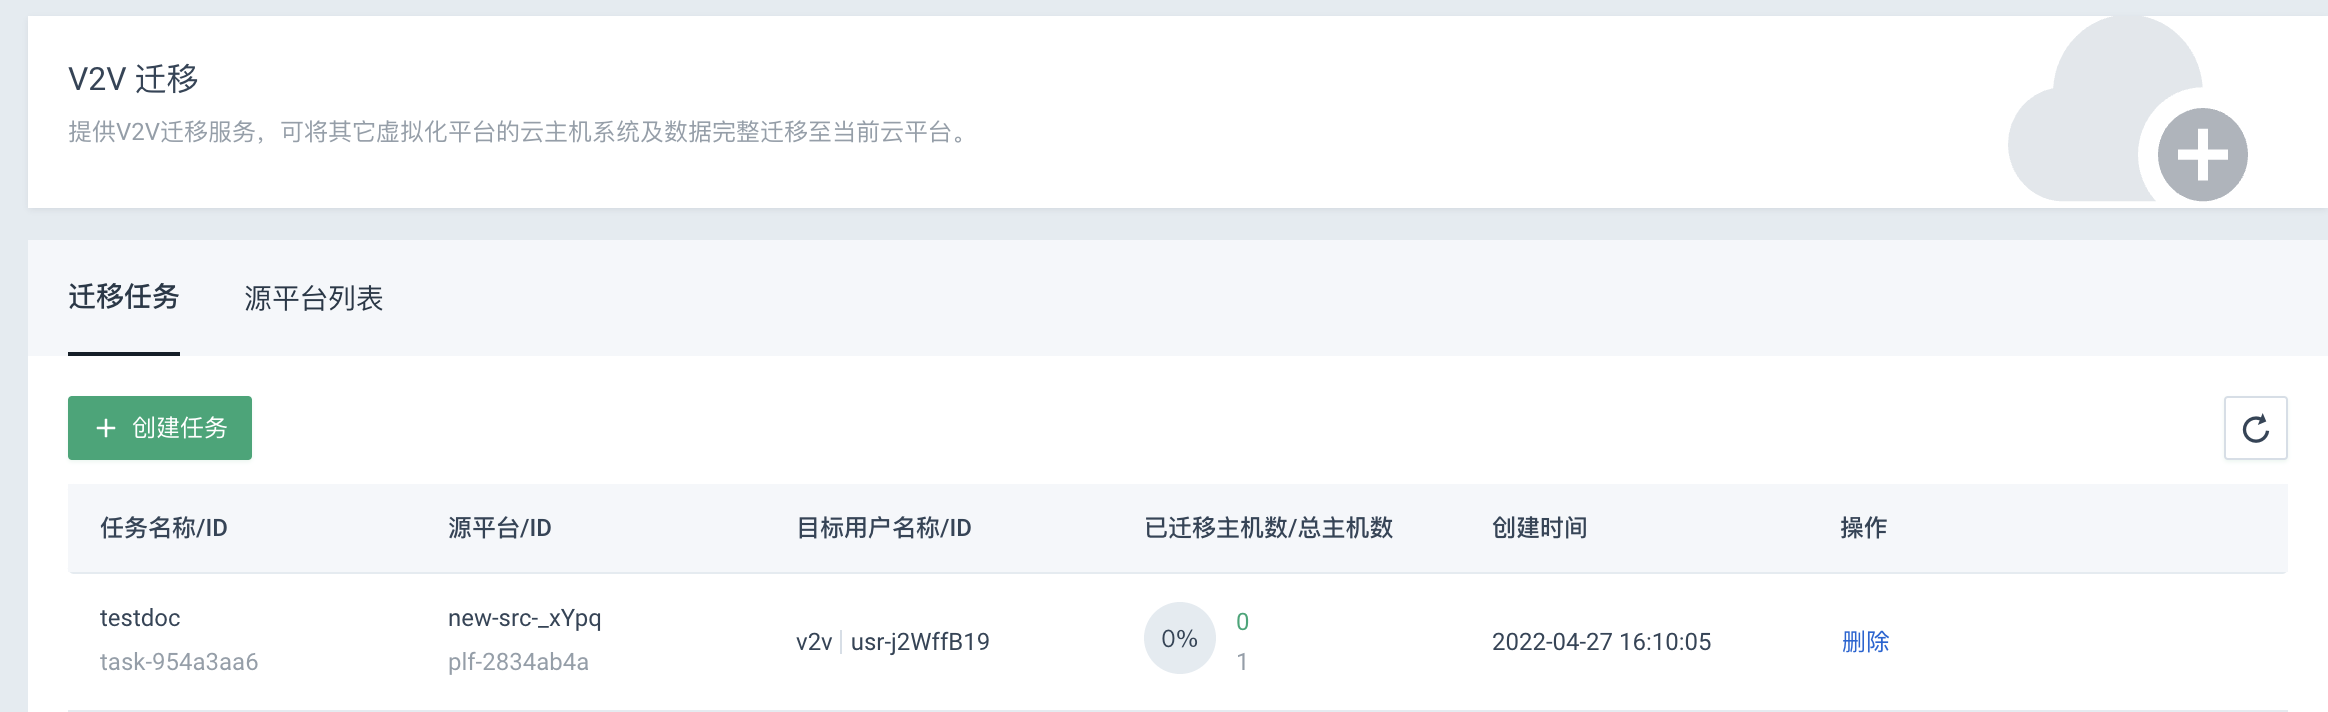 V2V 迁移
提供V2V迁移服务，可将其它虚拟化平台的云主机系统及数据完整迁移至当前云平台。
迁移任务 源平台列表
+ 创建任务
任务名称/ID 源平台/ID 目标用户名称/ID 已迁移主机数/总主机数 创建时间 操作
testdoc new-src-_xYpq 0
v2v | usr-j2WffB19 0% 2022-04-27 16:10:05 删除
task-954a3aa6 plf-2834ab4a 1